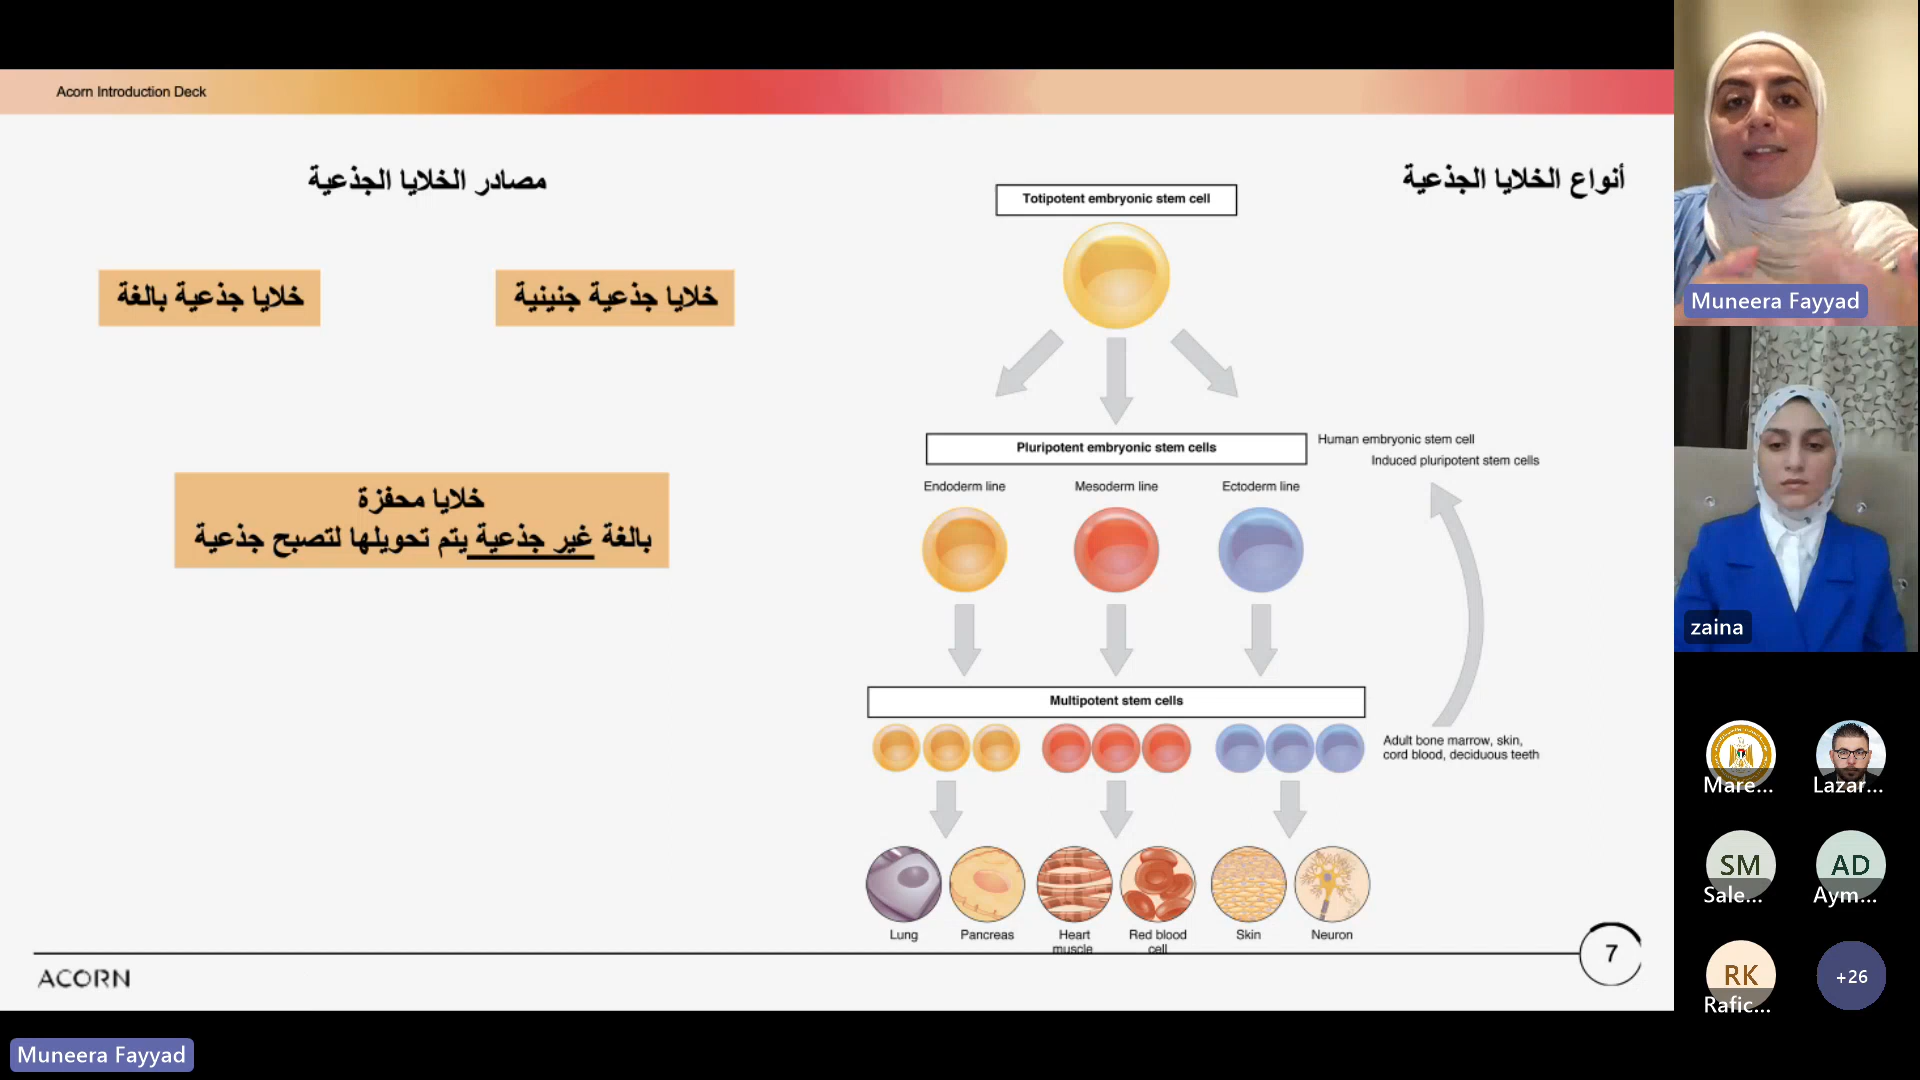 Acorn Introduction Deck
أنواع الخلايا الجذعية
مصادر الخلايا الجذعية
خلايا جذعية جنينية
خلايا جذعية بالغة
خلايا محفزة
بالغة غير جذعية يتم تحويلها لتصبح جذعية
Totipotent embryonic stem cell
Pluripotent embryonic stem cells
Human embryonic stem cell
Induced pluripotent stem cells
Endoderm line
Mesoderm line
Ectoderm line
Multipotent stem cells
Adult bone marrow, skin,
cord blood, deciduous teeth
Lung
Pancreas
Heart
muscle
Red blood
cell
Skin
Neuron
7
ACORN
Muneera Fayyad
zaina
Mare...
Lazar...
SM
Sale...
AD
Aym...
RK
Rafic...
+26
Muneera Fayyad